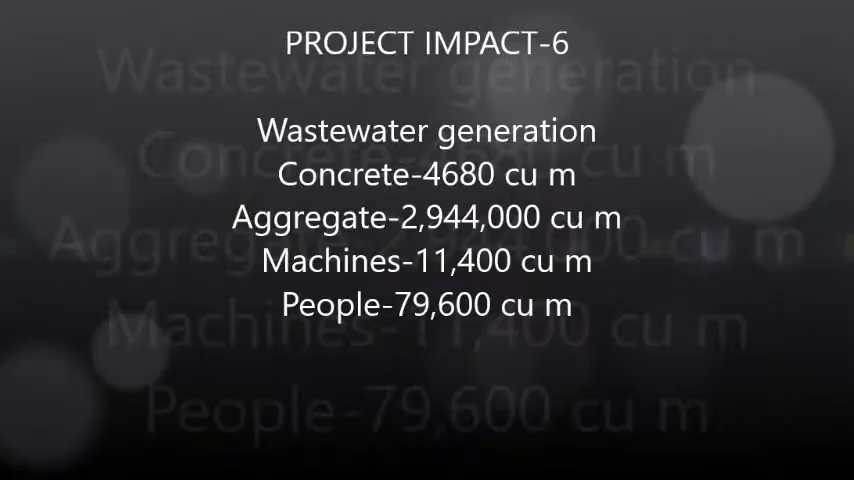 PROJECT IMPACT-6
Wastewater generation
Concrete-4680 cu m
Aggregate-2,944,000 cu m
Machines-11,400 cu m
People-79,600 cu m